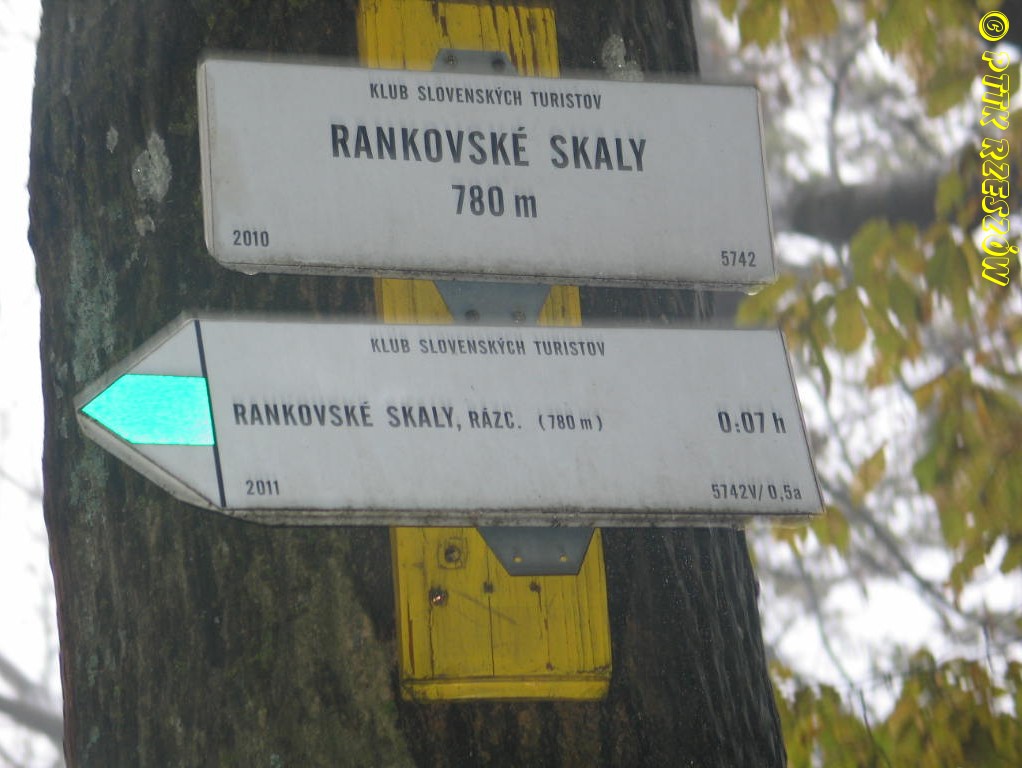 KLUB SLOVENSKÝCH TURISTOV
RANKOVSKÉ SKALY
780 m
2010
5742
KLUB SLOVENSKÝCH TURISTOV
RANKOVSKÉ SKALY, RÁZC. (780 m)
0:07 h
2011
5742V/0,5a
© PTTK RZESZÓW